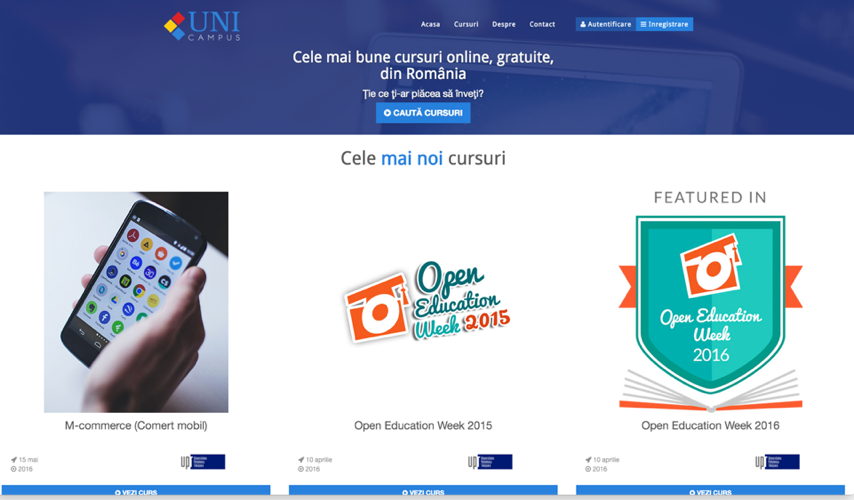 UNI
CAMPUS
Acasa
Cursuri
Despre
Contact
Autentificare
Inregistrare
Cele mai bune cursuri online, gratuite,
din România
Ție ce ți-ar plăcea să înveți?
CAUTĂ CURSURI
Cele mai noi cursuri
Open
Education
Week 2015
FEATURED IN
Open Education
Week
2016
M-commerce (Comert mobil)
Open Education Week 2015
Open Education Week 2016
15 mai
2016
UPT
10 aprilie
2016
UPT
10 aprilie
2016
UPT
VEZI CURS
VEZI CURS
VEZI CURS